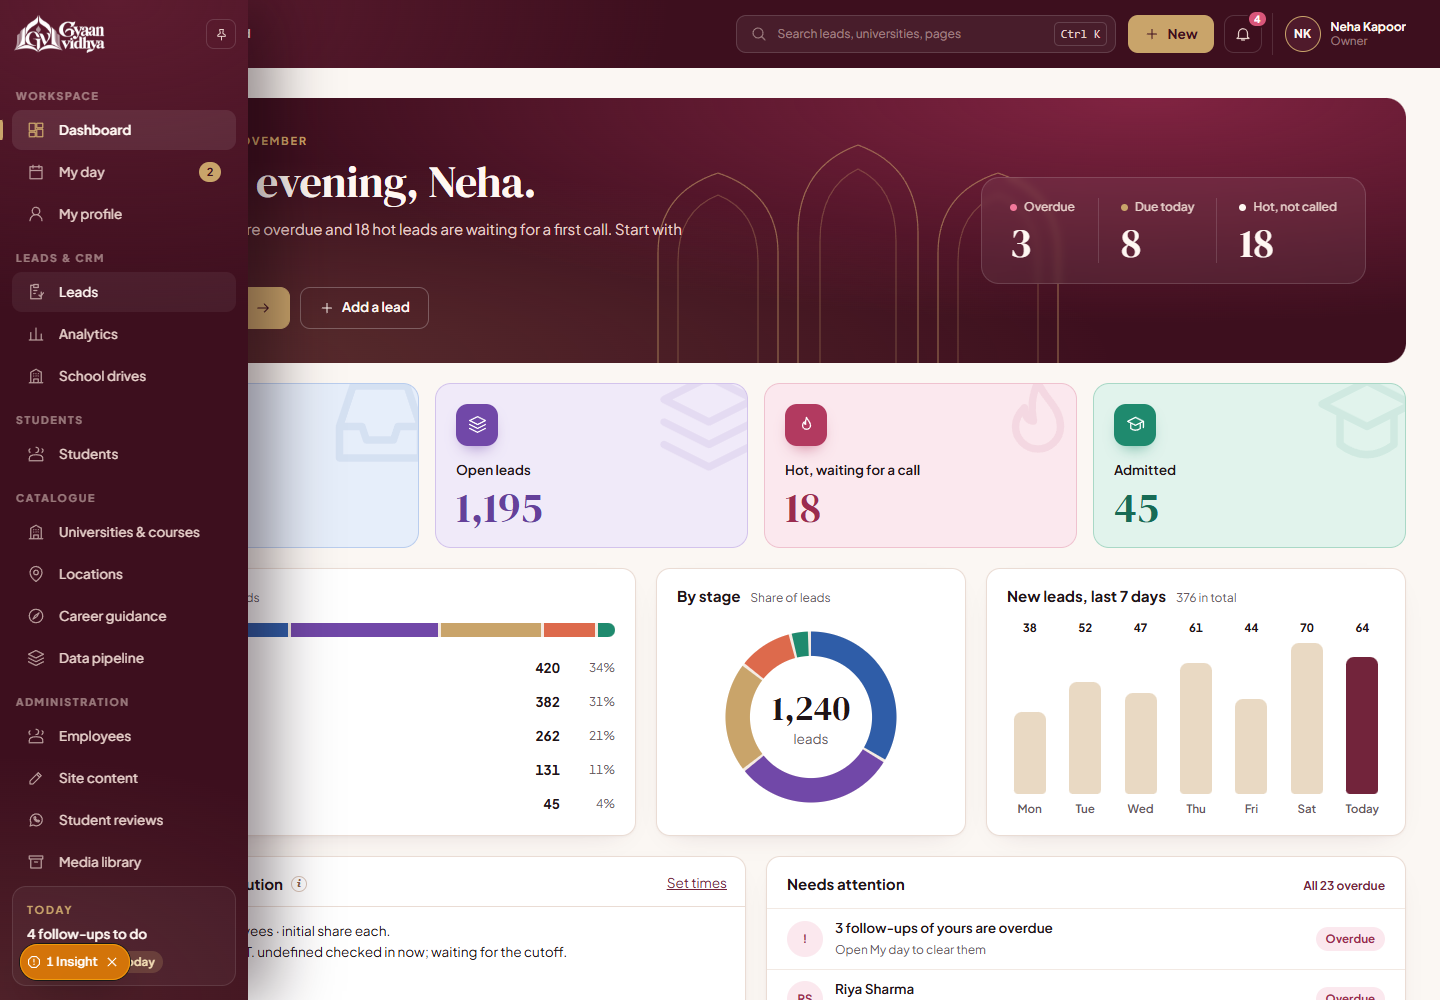 Gyaan
vidhya
Search leads, universities, pages
Ctrl K
New
4
NK
Neha Kapoor
Owner
WORKSPACE
Dashboard
My day
2
My profile
LEADS & CRM
Leads
Analytics
School drives
STUDENTS
Students
CATALOGUE
Universities & courses
Locations
Career guidance
Data pipeline
ADMINISTRATION
Employees
Site content
Student reviews
Media library
TODAY
4 follow-ups to do
1 Insight
oday
OVEMBER
evening, Neha.
re overdue and 18 hot leads are waiting for a first call. Start with
Add a lead
Overdue
3
Due today
8
Hot, not called
18
Open leads
1,195
Hot, waiting for a call
18
Admitted
45
ds
420 34%
382 31%
262 21%
131 11%
45 4%
By stage Share of leads
1,240
leads
New leads, last 7 days 376 in total
38 52 47 61 44 70 64
Mon Tue Wed Thu Fri Sat Today
ution i
Set times
yees · initial share each.
T. undefined checked in now; waiting for the cutoff.
Needs attention
All 23 overdue
!
3 follow-ups of yours are overdue
Open My day to clear them
Overdue
RS
Riya Sharma
Overdue